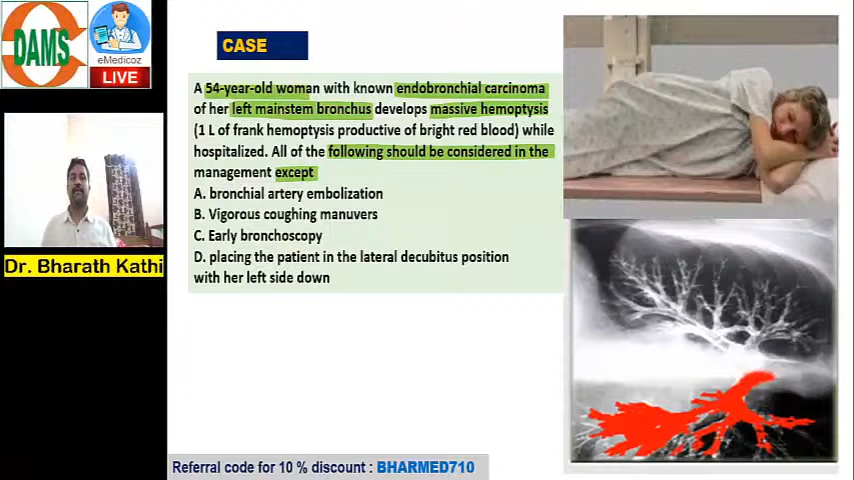 DAMS
eMedicoz
LIVE
CASE
A 54-year-old woman with known endobronchial carcinoma
of her left mainstem bronchus develops massive hemoptysis
(1 L of frank hemoptysis productive of bright red blood) while
hospitalized. All of the following should be considered in the
management except
A. bronchial artery embolization
B. Vigorous coughing manuvers
C. Early bronchoscopy
D. placing the patient in the lateral decubitus position
with her left side down
Dr. Bharath Kathi
Referral code for 10 % discount : BHARMED710